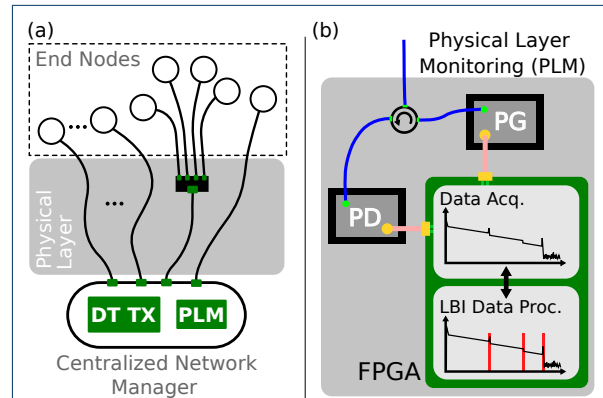 (a)
End Nodes
...
...
Physical
Layer
DT TX
PLM
Centralized Network
Manager
(b)
Physical Layer
Monitoring (PLM)
PG
PD
Data Acq.
LBI Data Proc.
FPGA